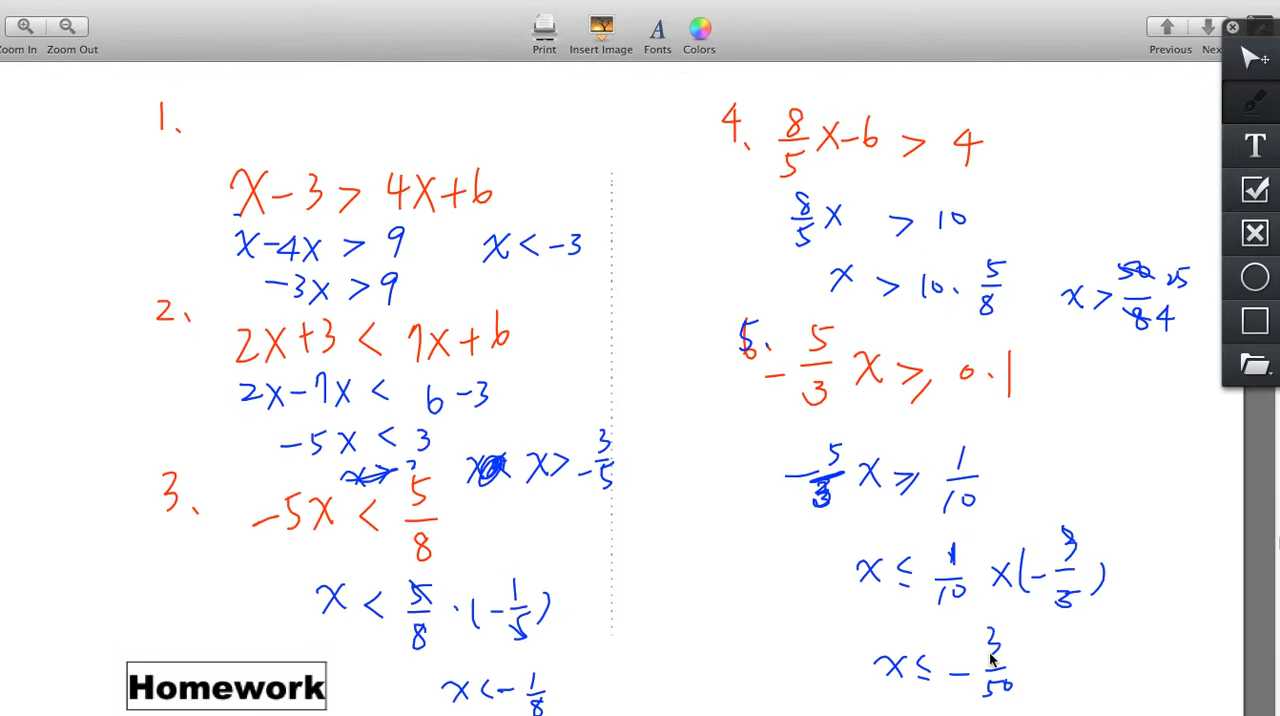 Zoom In Zoom Out Print Insert Image Fonts Colors Previous Nex
1.
x-3 > 4x+6
x-4x > 9 x < -3
-3x > 9
2.
2x+3 < 7x+6
2x-7x < 6-3
-5x < 3
x > -3/5
3.
-5x < 5/8
x < 5/8 · (-1/5)
x < -1/8
Homework
4. 8/5 x-6 > 4
8/5 x > 10
x > 10 · 5/8 x > 50/8 25/4
5.
-5/3 x ≥ 0.1
-5/3 x ≥ 1/10
x ≤ 1/10 x (-3/5)
x ≤ -3/50
T